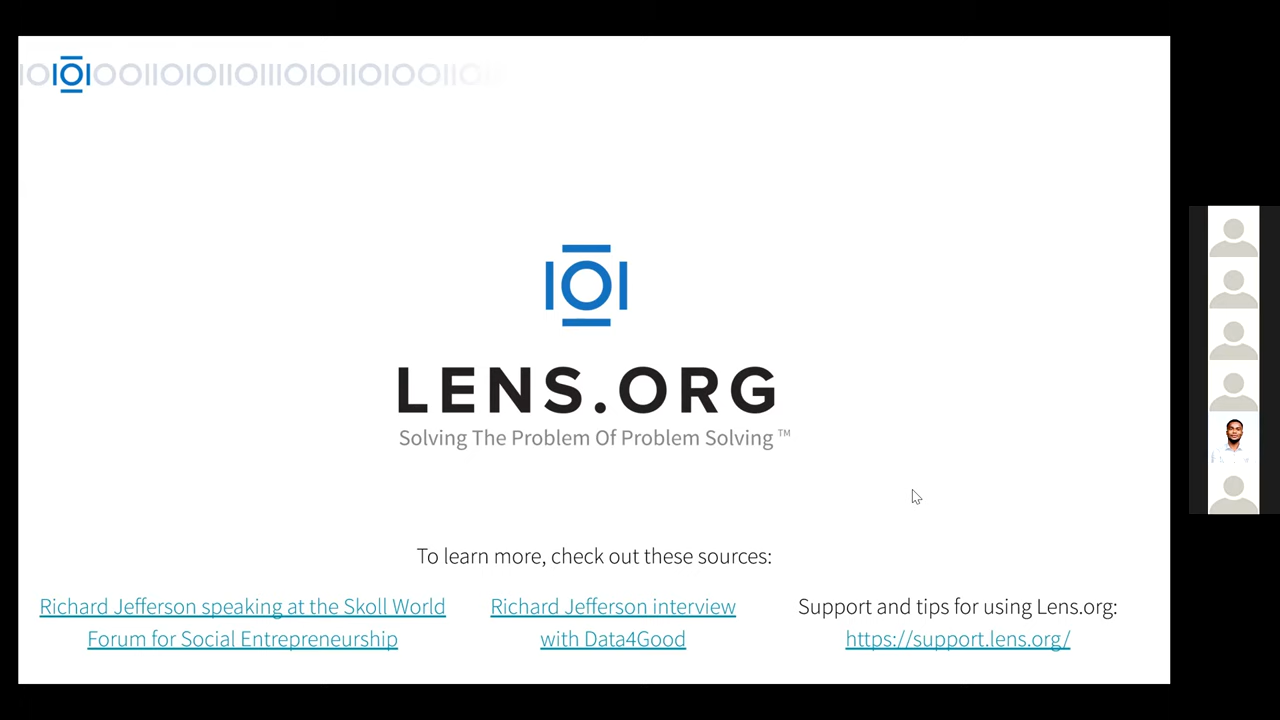 LENS.ORG
Solving The Problem Of Problem Solving ™
To learn more, check out these sources:
Richard Jefferson speaking at the Skoll World
Forum for Social Entrepreneurship
Richard Jefferson interview
with Data4Good
Support and tips for using Lens.org:
https://support.lens.org/